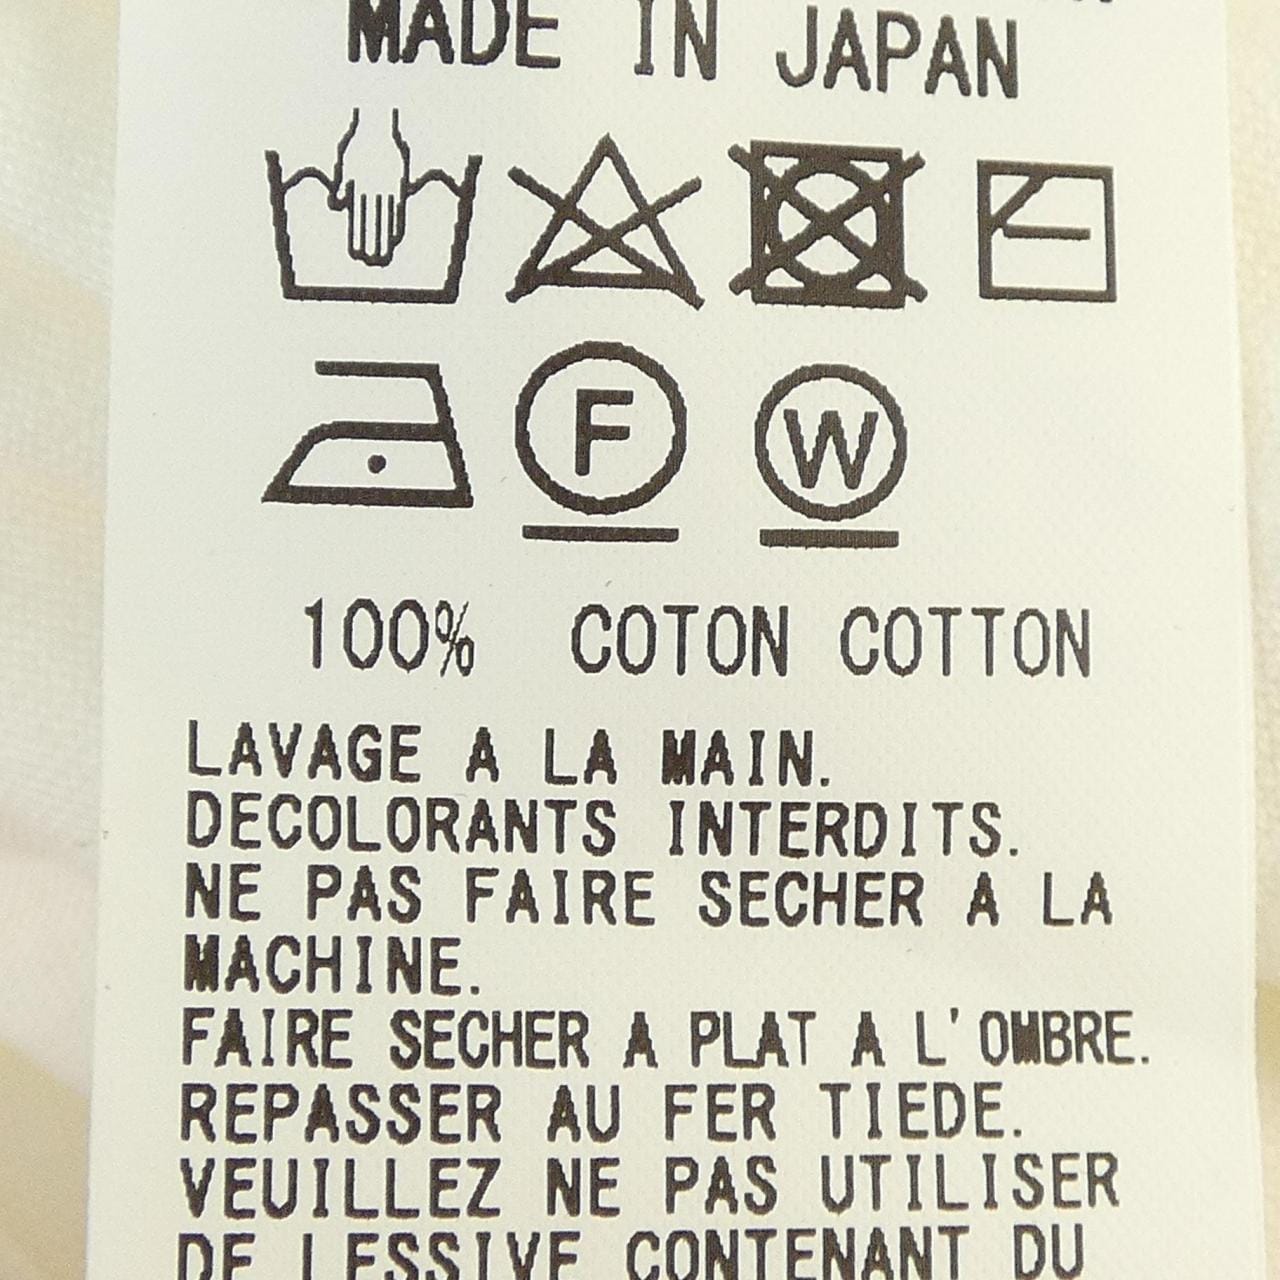 MADE IN JAPAN
F W
100% COTON COTTON
LAVAGE A LA MAIN.
DECOLORANTS INTERDITS.
NE PAS FAIRE SECHER A LA
MACHINE.
FAIRE SECHER A PLAT A L'OMBRE.
REPASSER AU FER TIEDE.
VEUILLEZ NE PAS UTILISER
DE LESSIVE CONTENANT DU